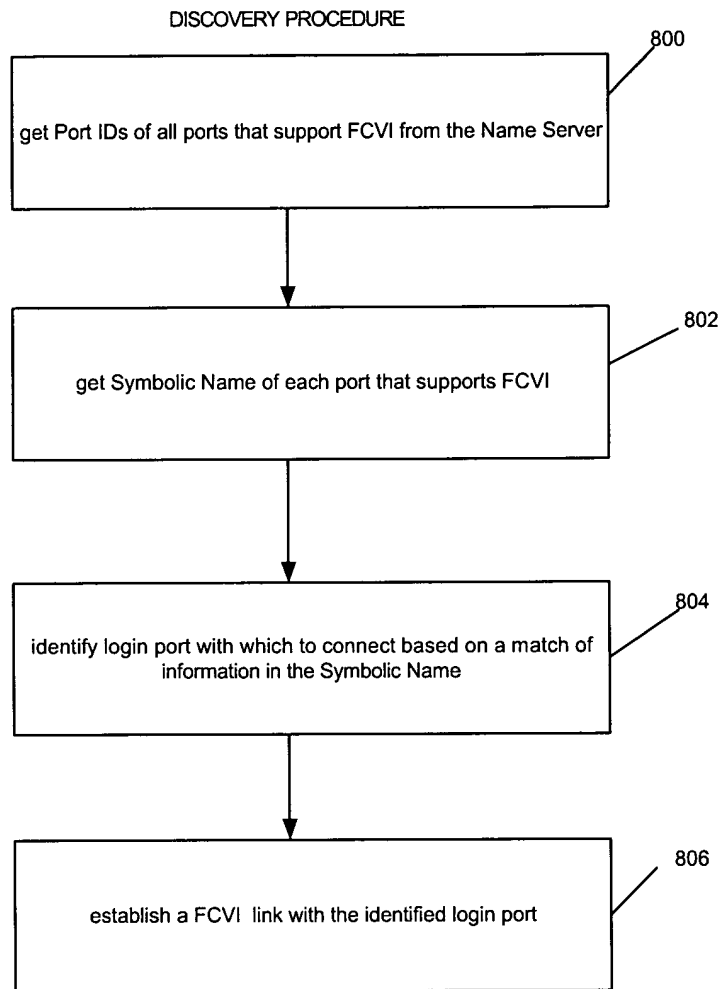 DISCOVERY PROCEDURE
800
get Port IDs of all ports that support FCVI from the Name Server
802
get Symbolic Name of each port that supports FCVI
804
identify login port with which to connect based on a match of
information in the Symbolic Name
806
establish a FCVI link with the identified login port